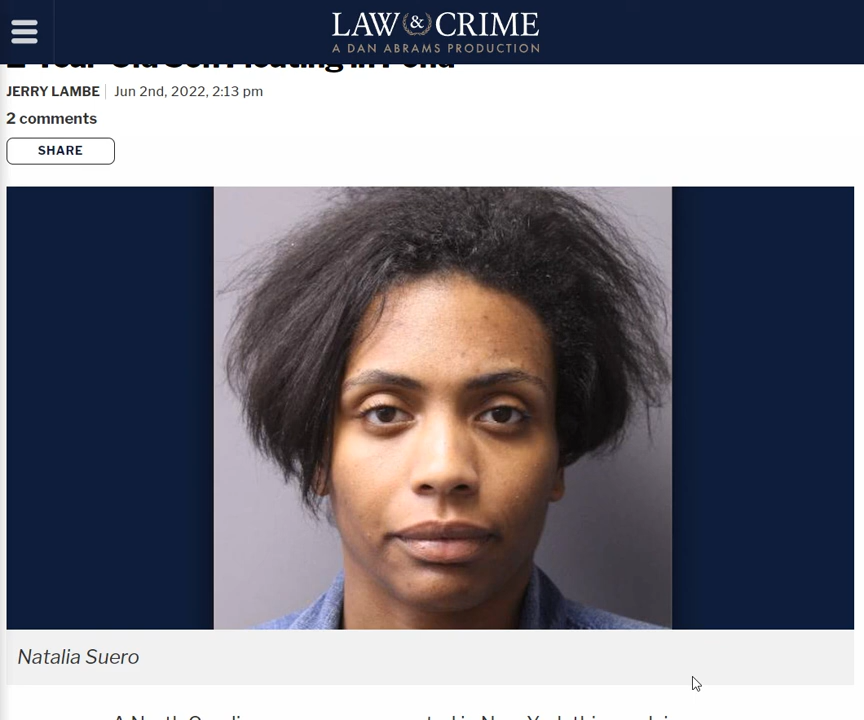 LAW & CRIME
A DAN ABRAMS PRODUCTION
JERRY LAMBE Jun 2nd, 2022, 2:13 pm
2 comments
SHARE
Natalia Suero